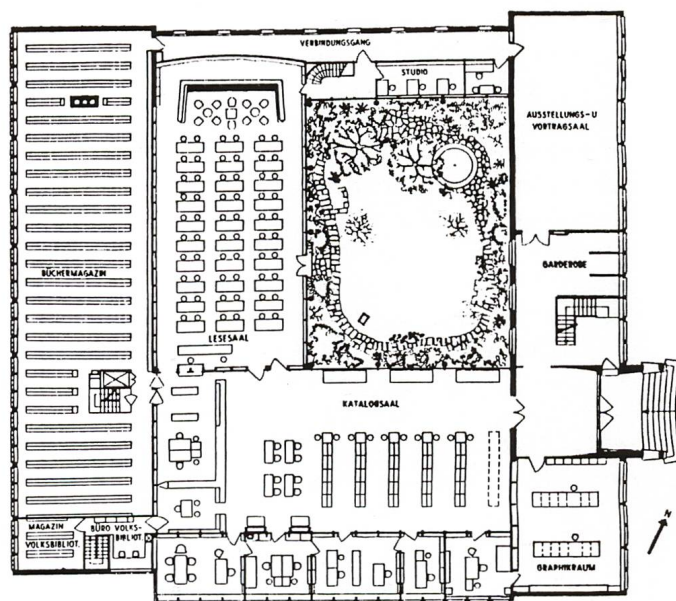 VERBINDUNGSGANG
STUDIO
AUSSTELLUNGS- U
VORTRAGSAAL
BÜCHERMAGAZIN
GARDEROBE
LESESAAL
KATALOGSAAL
MAGAZIN
VOLKSBIBLIOT.
BÜRO VOLKS-
BIBLIOT.
GRAPHIKRAUM
N